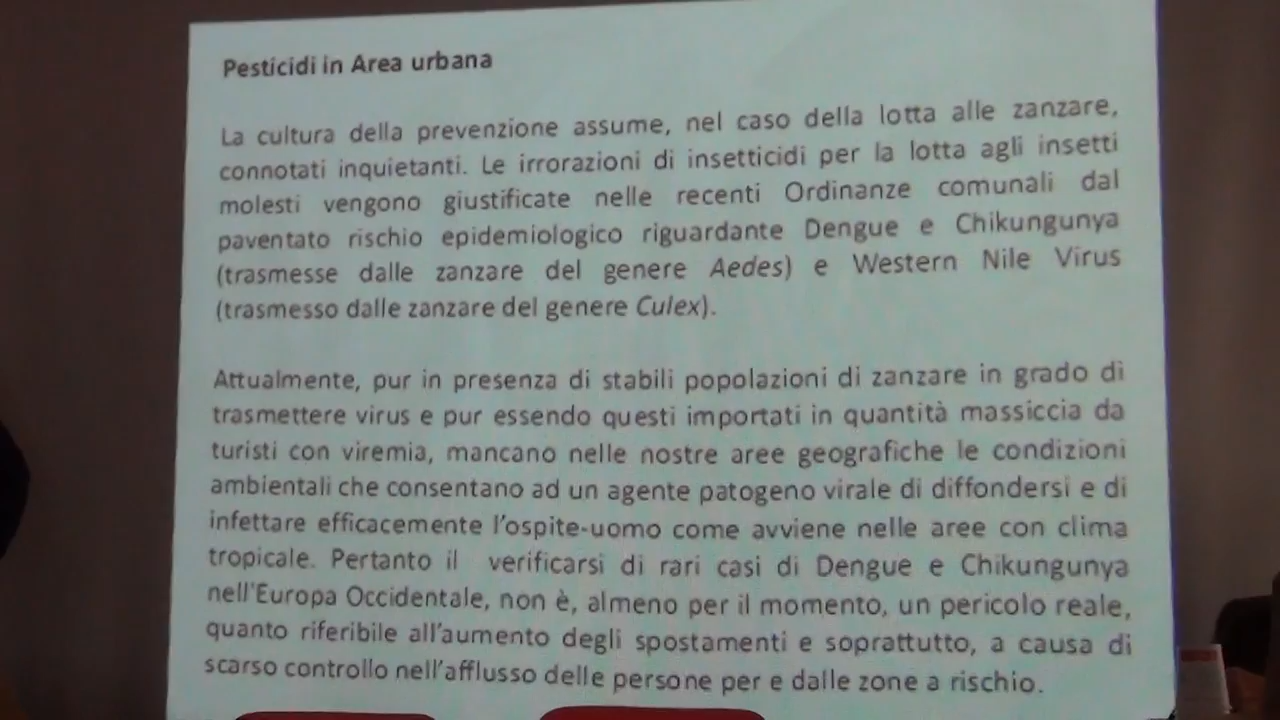 Pesticidi in Area urbana
La cultura della prevenzione assume, nel caso della lotta alle zanzare,
connotati inquietanti. Le irrorazioni di insetticidi per la lotta agli insetti
molesti vengono giustificate nelle recenti Ordinanze comunali dal
paventato rischio epidemiologico riguardante Dengue e Chikungunya
(trasmesse dalle zanzare del genere Aedes) e Western Nile Virus
(trasmesso dalle zanzare del genere Culex).
Attualmente, pur in presenza di stabili popolazioni di zanzare in grado di
trasmettere virus e pur essendo questi importati in quantità massiccia da
turisti con viremia, mancano nelle nostre aree geografiche le condizioni
ambientali che consentano ad un agente patogeno virale di diffondersi e di
infettare efficacemente l'ospite-uomo come avviene nelle aree con clima
tropicale. Pertanto il verificarsi di rari casi di Dengue e Chikungunya
nell'Europa Occidentale, non è, almeno per il momento, un pericolo reale,
quanto riferibile all'aumento degli spostamenti e soprattutto, a causa di
scarso controllo nell'afflusso delle persone per e dalle zone a rischio.